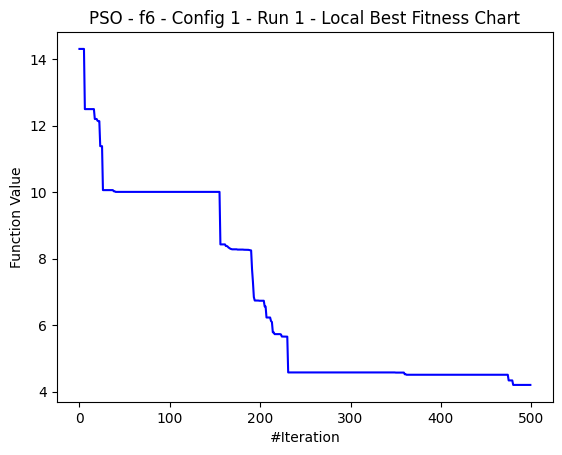 PSO - f6 - Config 1 - Run 1 - Local Best Fitness Chart
Function Value
14
12
10
8
6
4
0 100 200 300 400 500
#Iteration